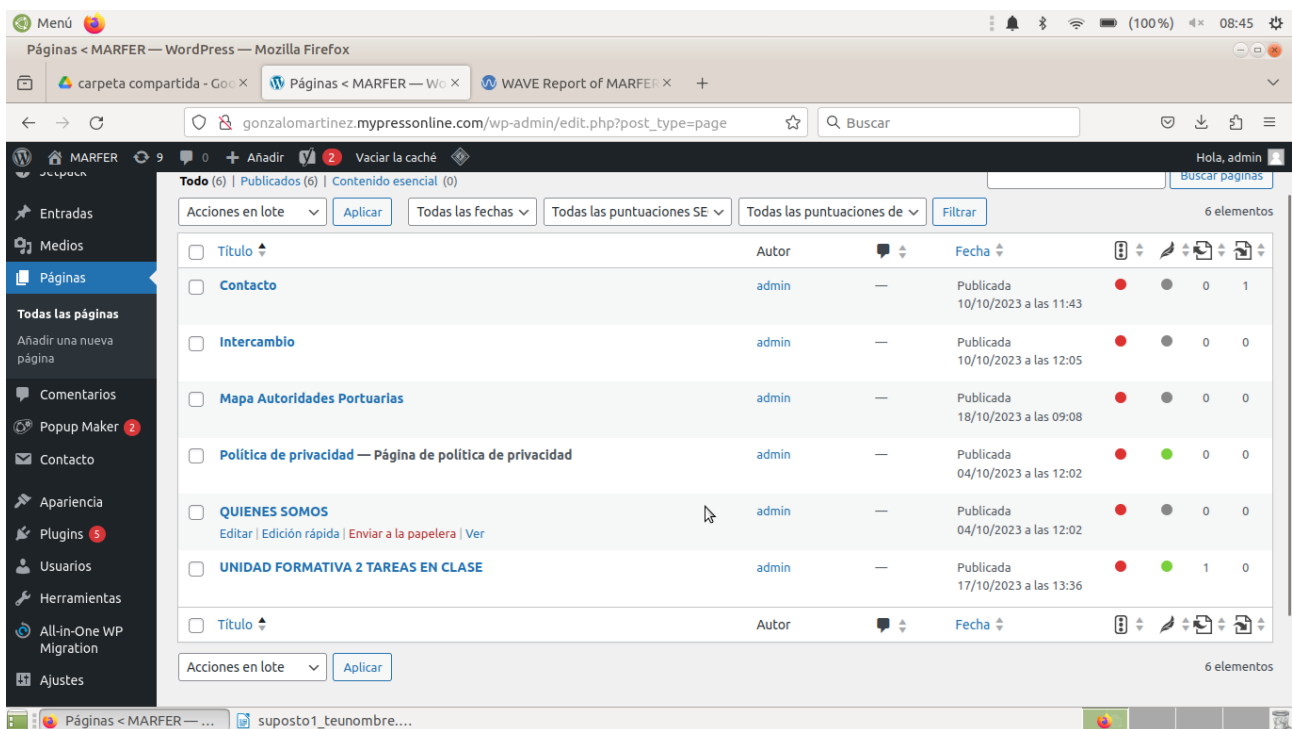 Menú (100%) 08:45
Páginas < MARFER — WordPress — Mozilla Firefox
carpeta compartida - Goo Páginas < MARFER — Wo WAVE Report of MARFER
gonzalomartinez.mypressonline.com/wp-admin/edit.php?post_type=page Buscar
MARFER 9 0 Añadir 2 Vaciar la caché Hola, admin
Jetpack
Todo (6) | Publicados (6) | Contenido esencial (0) Buscar páginas
Entradas
Acciones en lote Aplicar Todas las fechas Todas las puntuaciones SE Todas las puntuaciones de Filtrar 6 elementos
Medios
Título Autor Fecha
Páginas
Contacto admin — Publicada 0 1
10/10/2023 a las 11:43
Todas las páginas
Añadir una nueva
página
Intercambio admin — Publicada 0 0
10/10/2023 a las 12:05
Comentarios
Mapa Autoridades Portuarias admin — Publicada 0 0
18/10/2023 a las 09:08
Popup Maker 2
Contacto
Política de privacidad — Página de política de privacidad admin — Publicada 0 0
04/10/2023 a las 12:02
Apariencia
QUIENES SOMOS admin — Publicada 0 0
04/10/2023 a las 12:02
Editar | Edición rápida | Enviar a la papelera | Ver
Plugins 5
Usuarios
UNIDAD FORMATIVA 2 TAREAS EN CLASE admin — Publicada 1 0
17/10/2023 a las 13:36
Herramientas
Título Autor Fecha
All-in-One WP
Migration
Acciones en lote Aplicar 6 elementos
Ajustes
Páginas < MARFER — ... suposto1_teunombre....